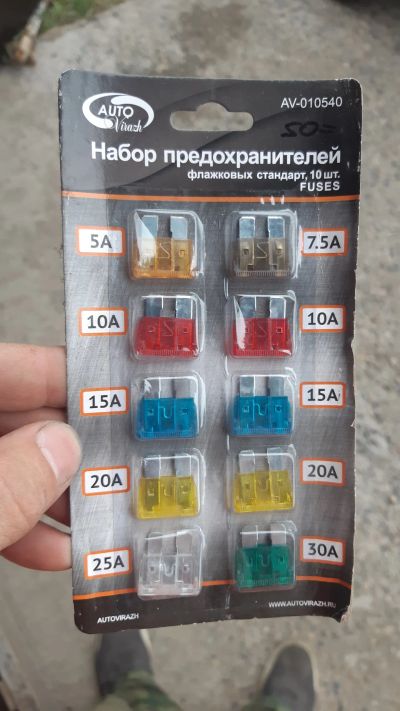 AUTO
Virazh
AV-010540
Набор предохранителей
флажковых стандарт, 10 шт.
FUSES
5A
7.5A
10A
10A
15A
15A
20A
20A
25A
30A
AUTOVIRAZH
WWW.AUTOVIRAZH.RU